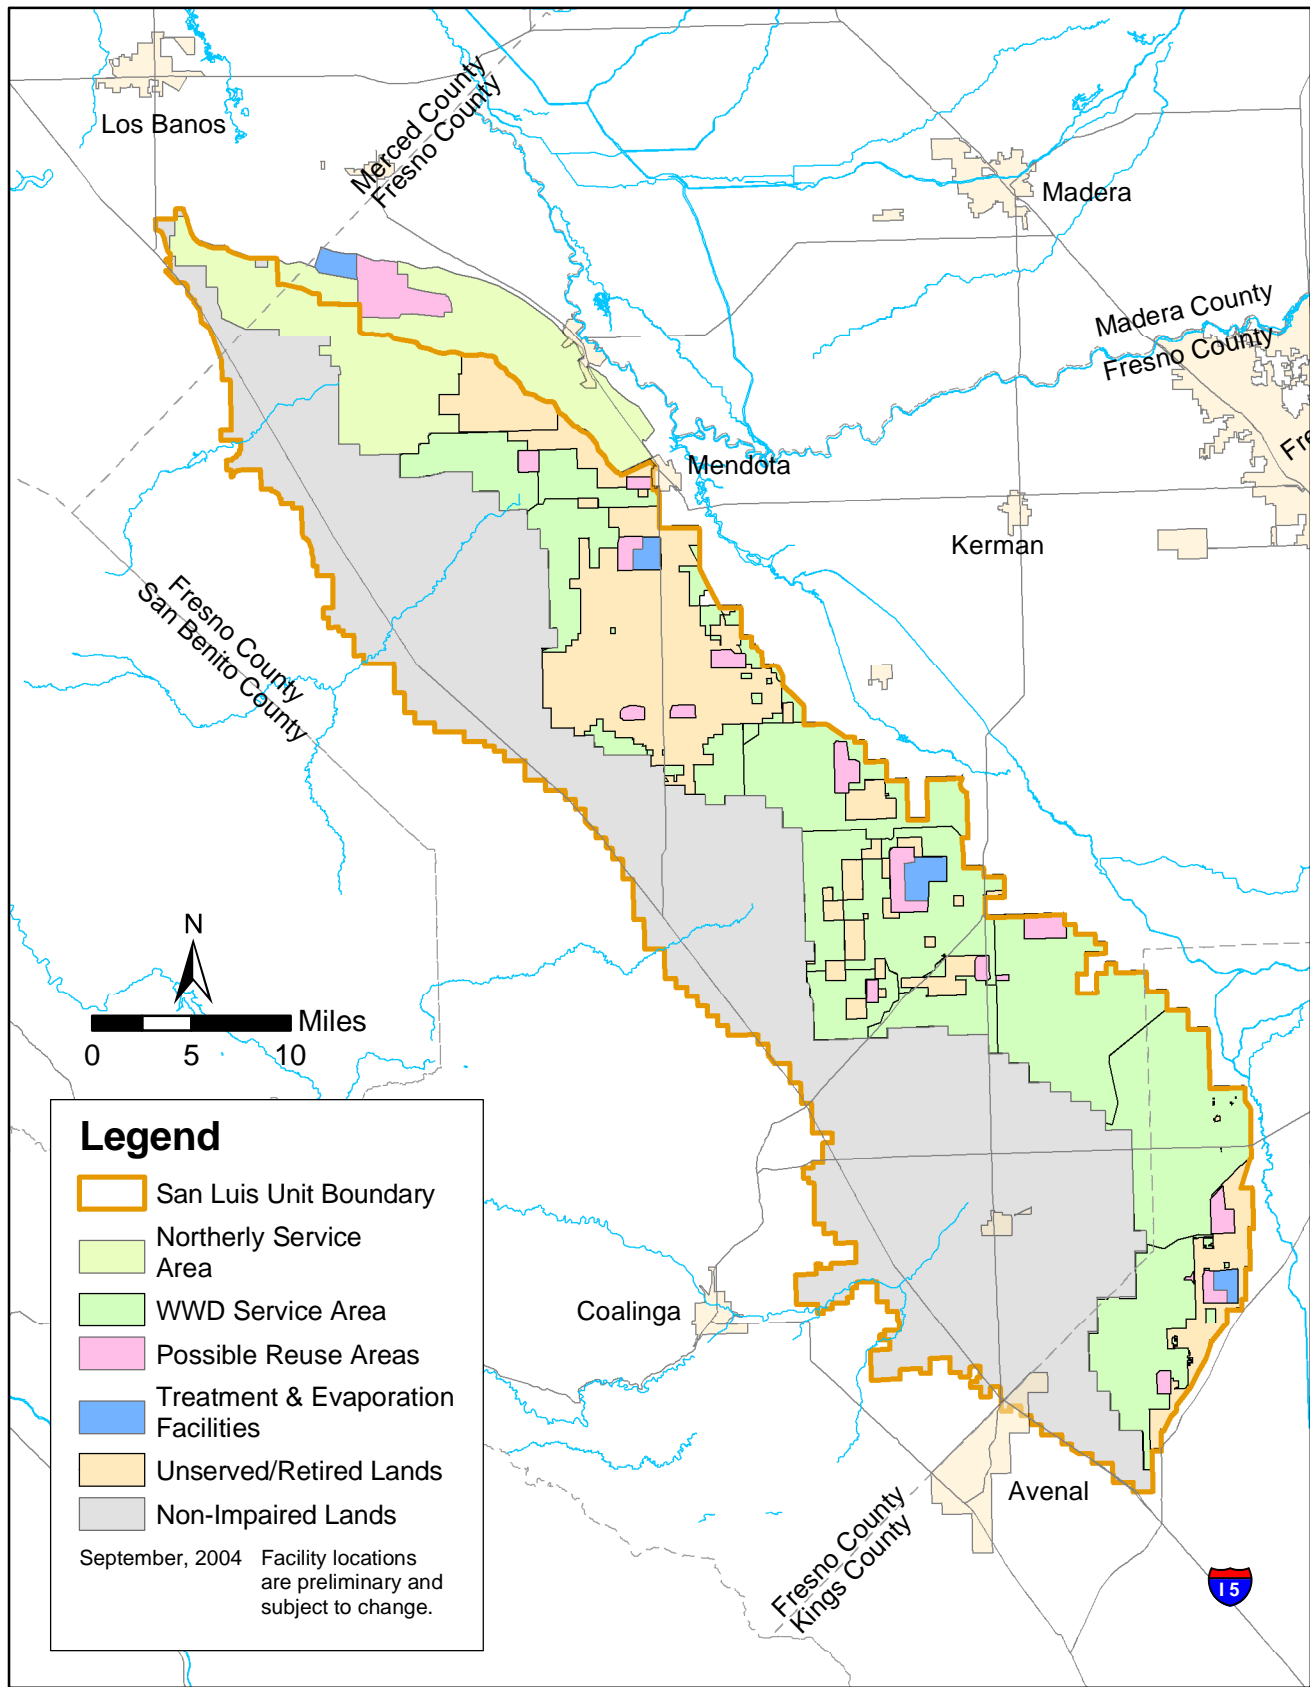 Los Banos
Merced County
Fresno County
Madera
Madera County
Fresno County
Fre
Mendota
Kerman
Fresno County
San Benito County
N
Miles
0 5 10
Legend
San Luis Unit Boundary
Northerly Service
Area
WWD Service Area
Possible Reuse Areas
Treatment & Evaporation
Facilities
Unserved/Retired Lands
Non-Impaired Lands
September, 2004 Facility locations
are preliminary and
subject to change.
Coalinga
Avenal
Fresno County
Kings County
I 5